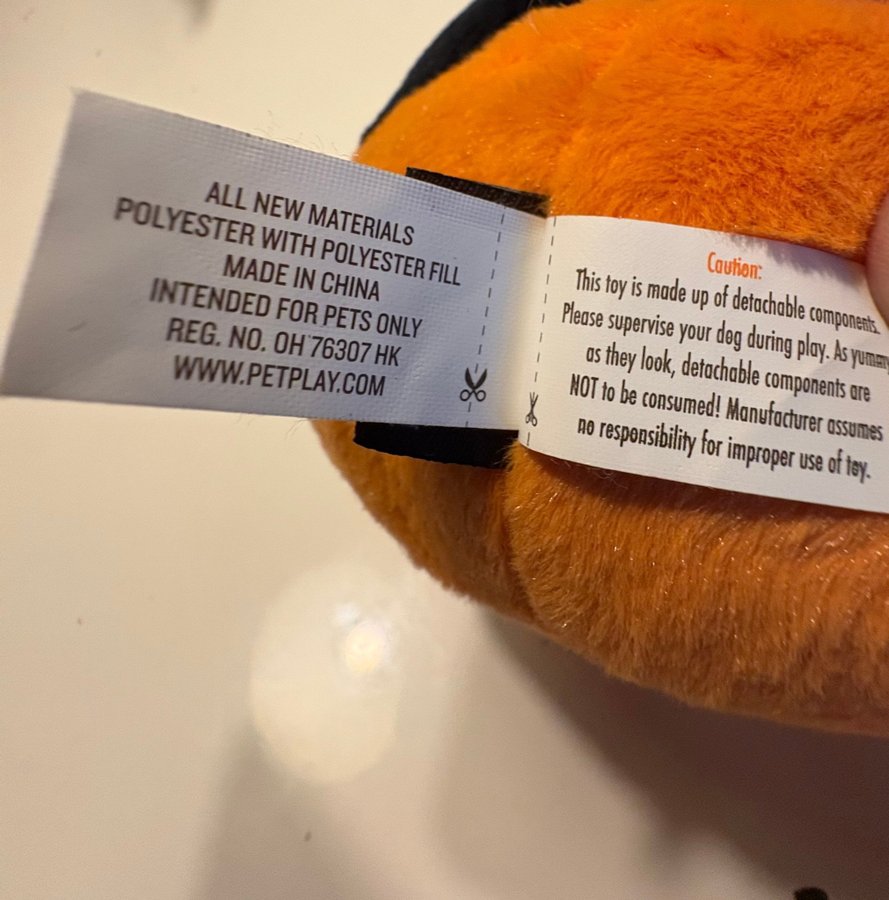 ALL NEW MATERIALS
POLYESTER WITH POLYESTER FILL
MADE IN CHINA
INTENDED FOR PETS ONLY
REG. NO. OH 76307 HK
WWW.PETPLAY.COM
Caution:
This toy is made up of detachable components.
Please supervise your dog during play. As yummy
as they look, detachable components are
NOT to be consumed! Manufacturer assumes
no responsibility for improper use of toy.